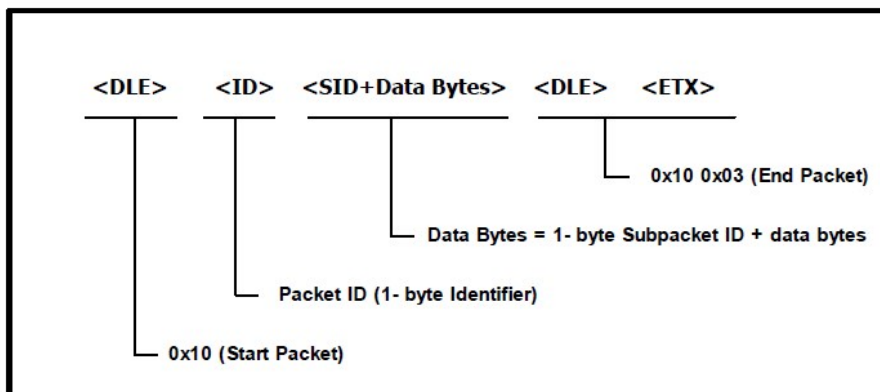 <DLE> <ID> <SID+Data Bytes> <DLE> <ETX>
0x10 0x03 (End Packet)
Data Bytes = 1- byte Subpacket ID + data bytes
Packet ID (1- byte Identifier)
0x10 (Start Packet)